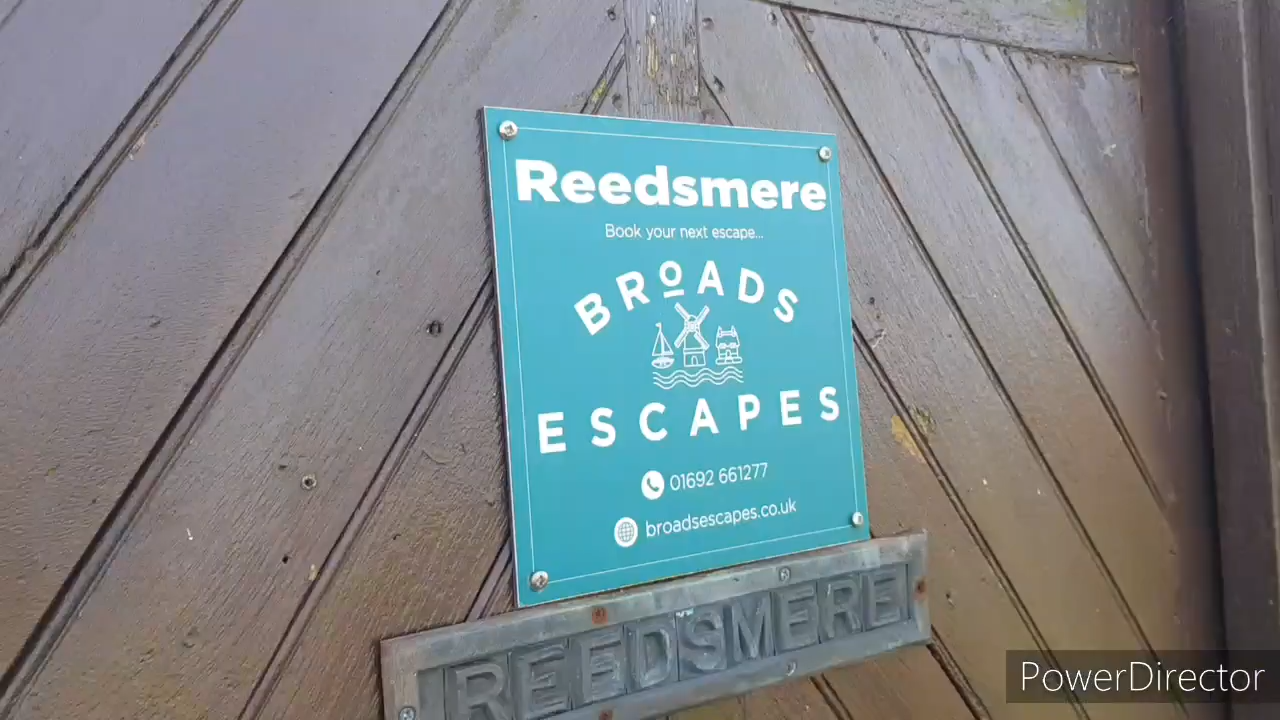 Reedsmere
Book your next escape...
BROADS
ESCAPES
01692 661277
broadsescapes.co.uk
REEDSMERE
PowerDirector